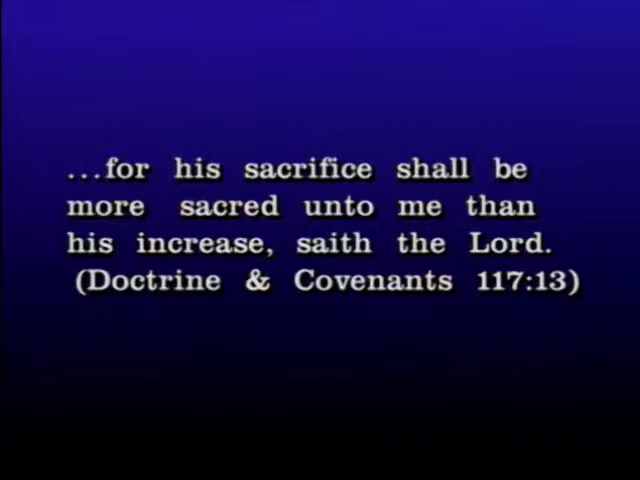 ...for his sacrifice shall be
more sacred unto me than
his increase, saith the Lord.
(Doctrine & Covenants 117:13)